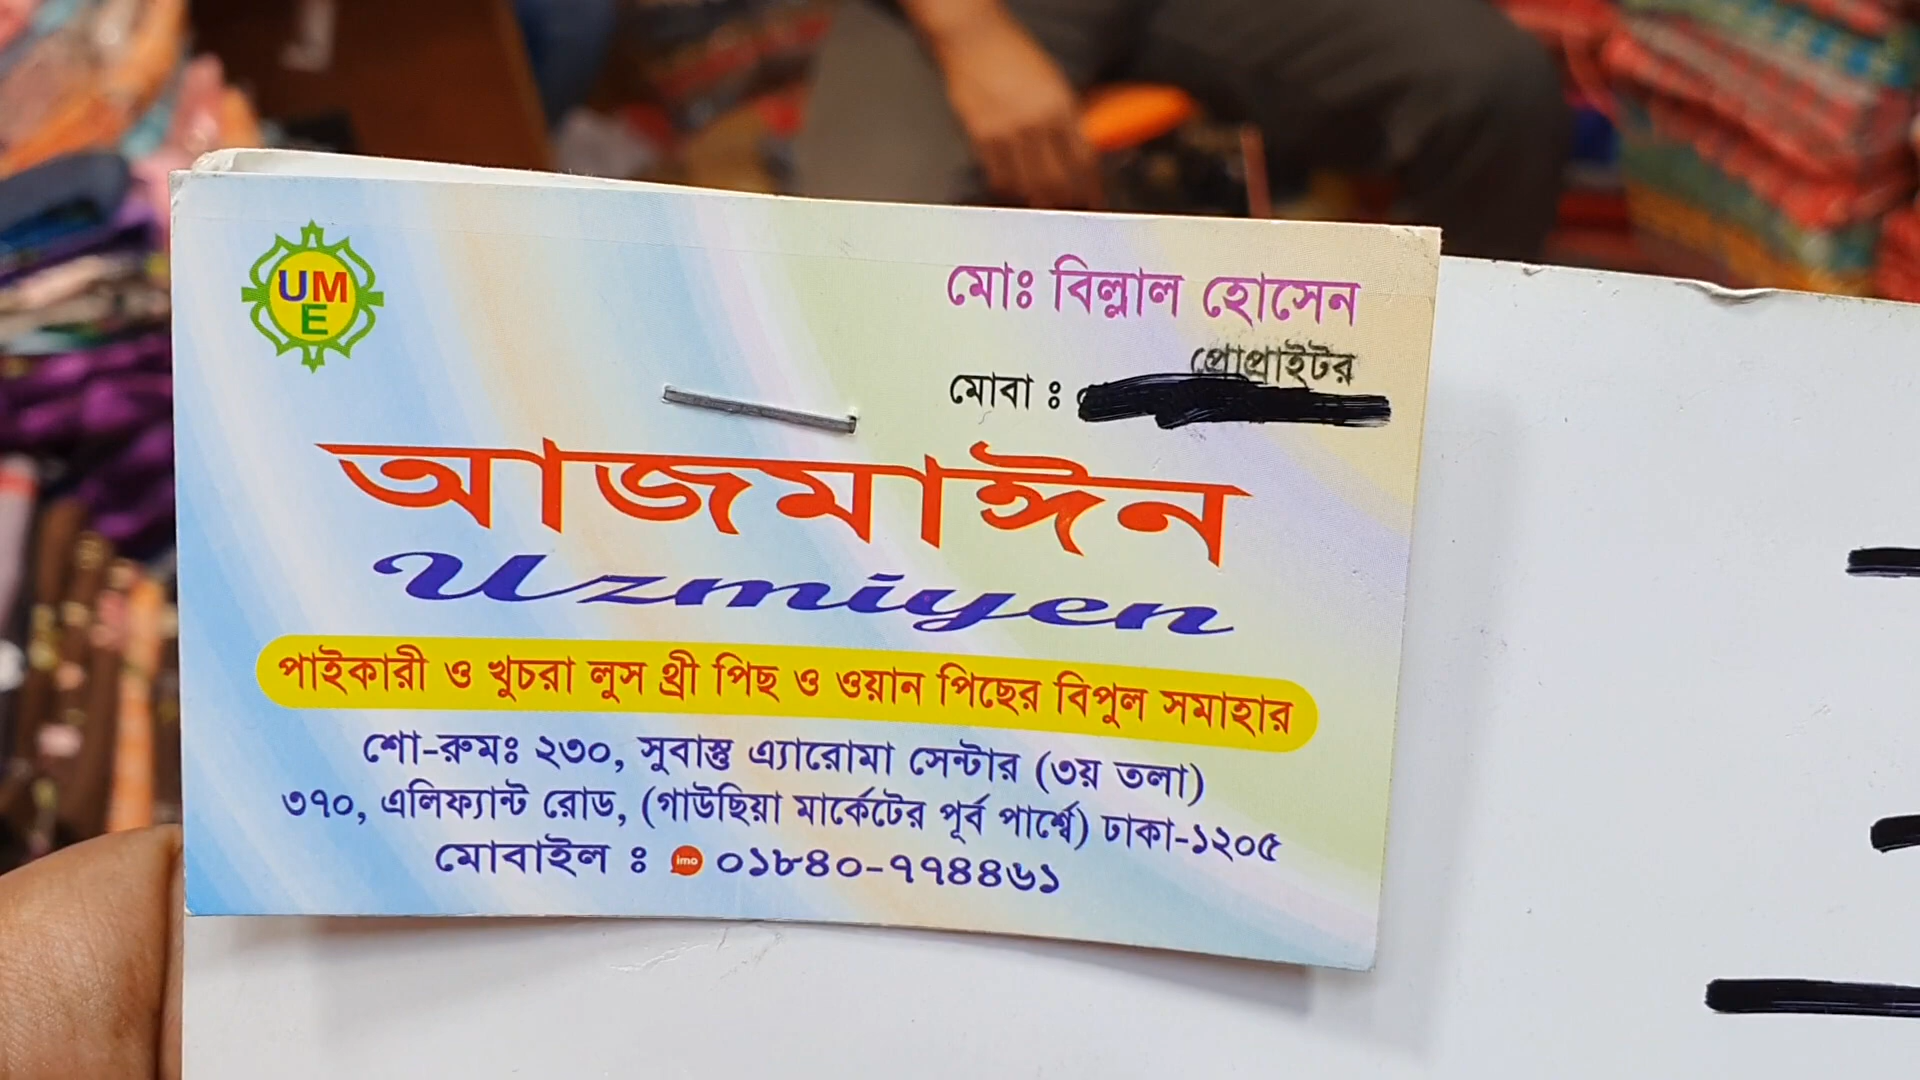 UME
মোঃ বিল্লাল হোসেন
প্রোপ্রাইটর
মোবা ঃ
আজমাঈন
Uzmiyen
পাইকারী ও খুচরা লুস থ্রী পিছ ও ওয়ান পিছের বিপুল সমাহার
শো-রুমঃ ২৩০, সুবাস্তু এ্যারোমা সেন্টার (৩য় তলা)
৩৭০, এলিফ্যান্ট রোড, (গাউছিয়া মার্কেটের পূর্ব পার্শ্বে) ঢাকা-১২০৫
মোবাইল ঃ imo ০১৮৪০-৭৭৪৪৬১